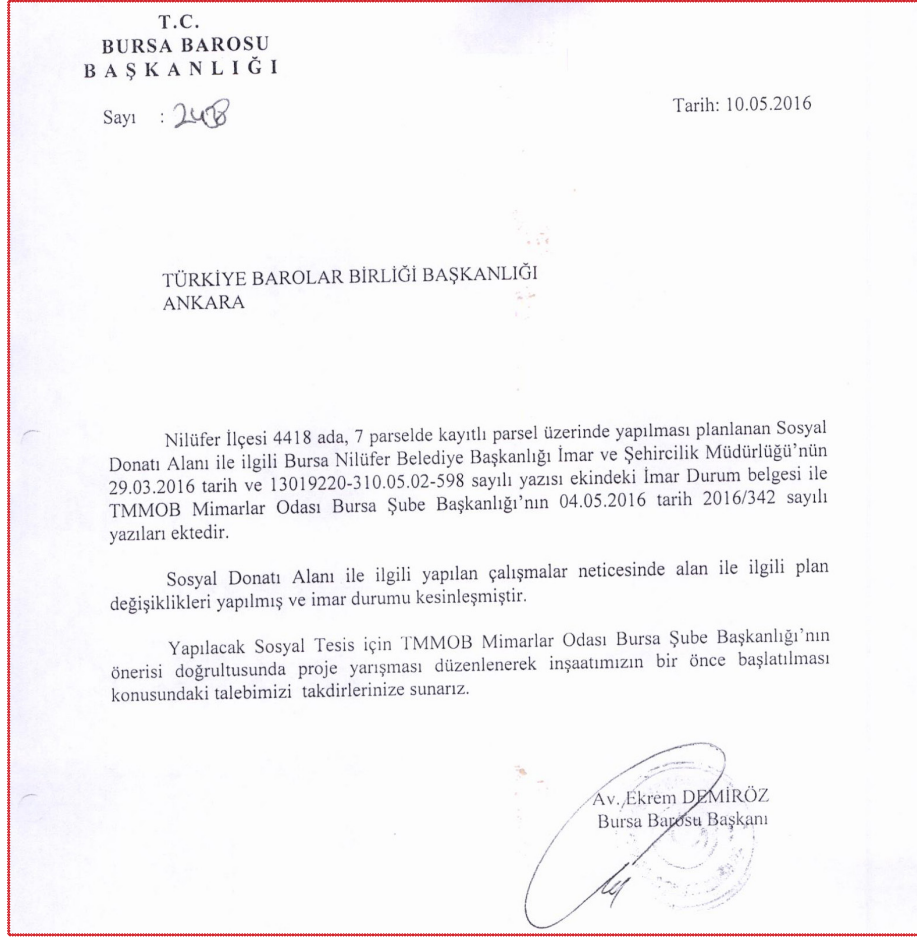 T.C.
BURSA BAROSU
BAŞKANLIĞI
Sayı : 2438
Tarih: 10.05.2016
TÜRKİYE BAROLAR BİRLİĞİ BAŞKANLIĞI
ANKARA
Nilüfer İlçesi 4418 ada, 7 parselde kayıtlı parsel üzerinde yapılması planlanan Sosyal
Donatı Alanı ile ilgili Bursa Nilüfer Belediye Başkanlığı İmar ve Şehircilik Müdürlüğü’nün
29.03.2016 tarih ve 13019220-310.05.02-598 sayılı yazısı ekindeki İmar Durum belgesi ile
TMMOB Mimarlar Odası Bursa Şube Başkanlığı’nın 04.05.2016 tarih 2016/342 sayılı
yazıları ektedir.
Sosyal Donatı Alanı ile ilgili yapılan çalışmalar neticesinde alan ile ilgili plan
değişiklikleri yapılmış ve imar durumu kesinleşmiştir.
Yapılacak Sosyal Tesis için TMMOB Mimarlar Odası Bursa Şube Başkanlığı’nın
önerisi doğrultusunda proje yarışması düzenlenerek inşaatımızın bir önce başlatılması
konusundaki talebimizi takdirlerinize sunarız.
Av. Ekrem DEMİRÖZ
Bursa Barosu Başkanı